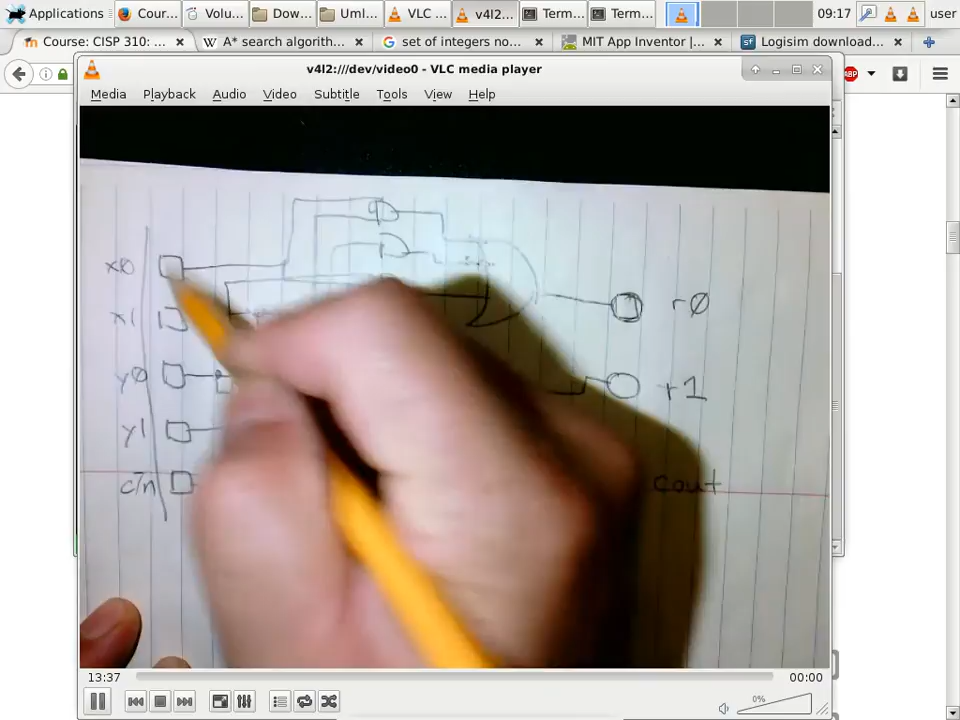 Applications Cour... Volu... Dow... Uml... VLC ... v4l2... Term... Term... 09:17 user
Course: CISP 310: ... A* search algorith... set of integers no... MIT App Inventor |... Logisim download...
v4l2:///dev/video0 - VLC media player
Media Playback Audio Video Subtitle Tools View Help
ABP
x0
r0
x1
y0
r1
y1
cin
cout
13:37 00:00
0%